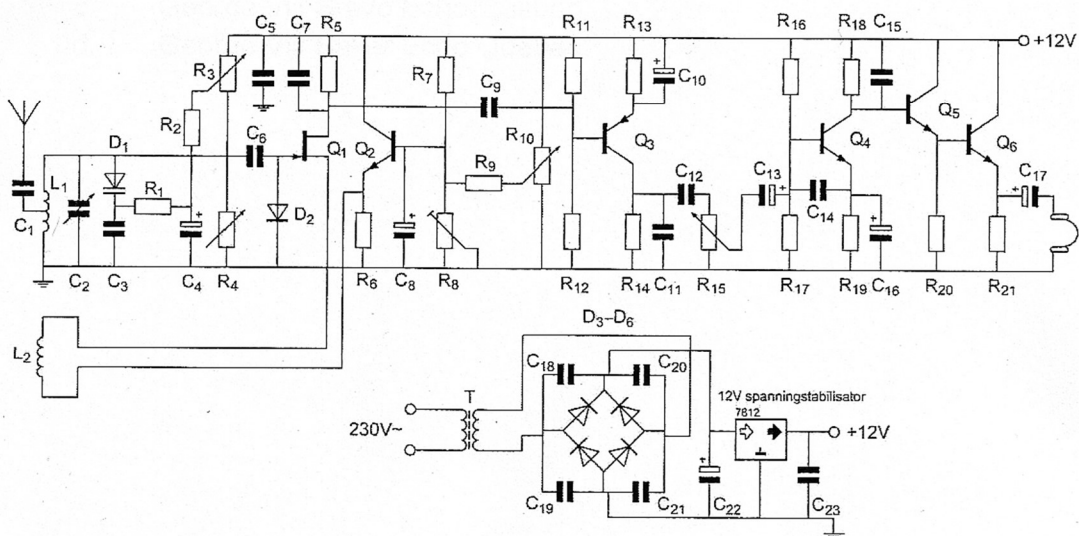 C5 C7 R5 R11 R13 R16 R18 C15
+12V
R3 R7 C10
C9
Q5
R2 C6 R10
D1 Q1 Q2 Q3 Q4 Q6
L1 R9 C12 C13 C17
R1
D2 C14
C1
C2 C3 C4 R4 R6 C8 R8 R12 R14 C11 R15 R17 R19 C16 R20 R21
D3–D6
L2
C18 C20
T 12V spanningstabilisator
7812
230V~ +12V
C19 C21 C22 C23